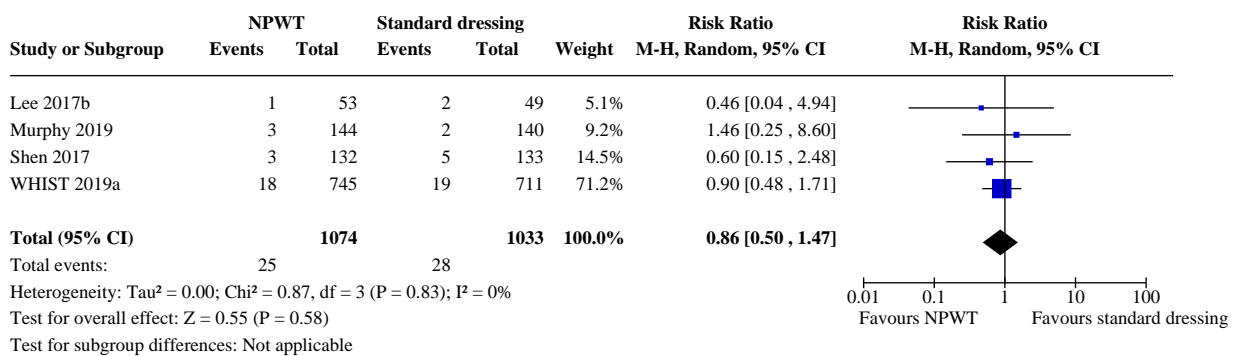 NPWT Standard dressing Risk Ratio Risk Ratio
Study or Subgroup Events Total Events Total Weight M-H, Random, 95% CI M-H, Random, 95% CI
Lee 2017b 1 53 2 49 5.1% 0.46 [0.04 , 4.94]
Murphy 2019 3 144 2 140 9.2% 1.46 [0.25 , 8.60]
Shen 2017 3 132 5 133 14.5% 0.60 [0.15 , 2.48]
WHIST 2019a 18 745 19 711 71.2% 0.90 [0.48 , 1.71]
Total (95% CI) 1074 1033 100.0% 0.86 [0.50 , 1.47]
Total events: 25 28
Heterogeneity: Tau² = 0.00; Chi² = 0.87, df = 3 (P = 0.83); I² = 0%
0.01 0.1 1 10 100
Test for overall effect: Z = 0.55 (P = 0.58)
Favours NPWT Favours standard dressing
Test for subgroup differences: Not applicable